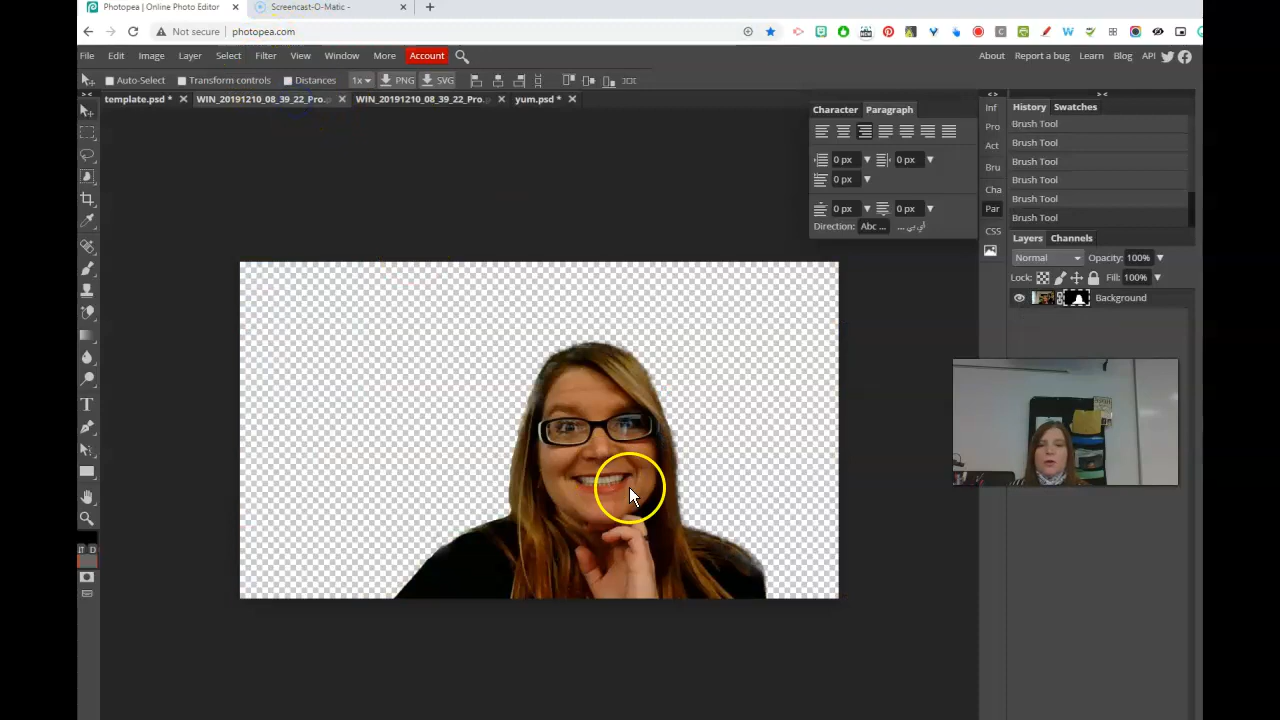 Photopea | Online Photo Editor × Screencast-O-Matic - × +
Not secure | photopea.com
File Edit Image Layer Select Filter View Window More Account About Report a bug Learn Blog API
Auto-Select Transform controls Distances 1x PNG SVG
template.psd * WIN_20191210_08_39_22_Pro... WIN_20191210_08_39_22_Pro... yum.psd *
Character Paragraph
0 px 0 px
0 px
0 px 0 px
Direction: Abc ... أي بي ...
Inf
Pro
Act
Bru
Cha
Par
CSS
History Swatches
Brush Tool
Brush Tool
Brush Tool
Brush Tool
Brush Tool
Brush Tool
Layers Channels
Normal Opacity: 100%
Lock: Fill: 100%
Background
T
D